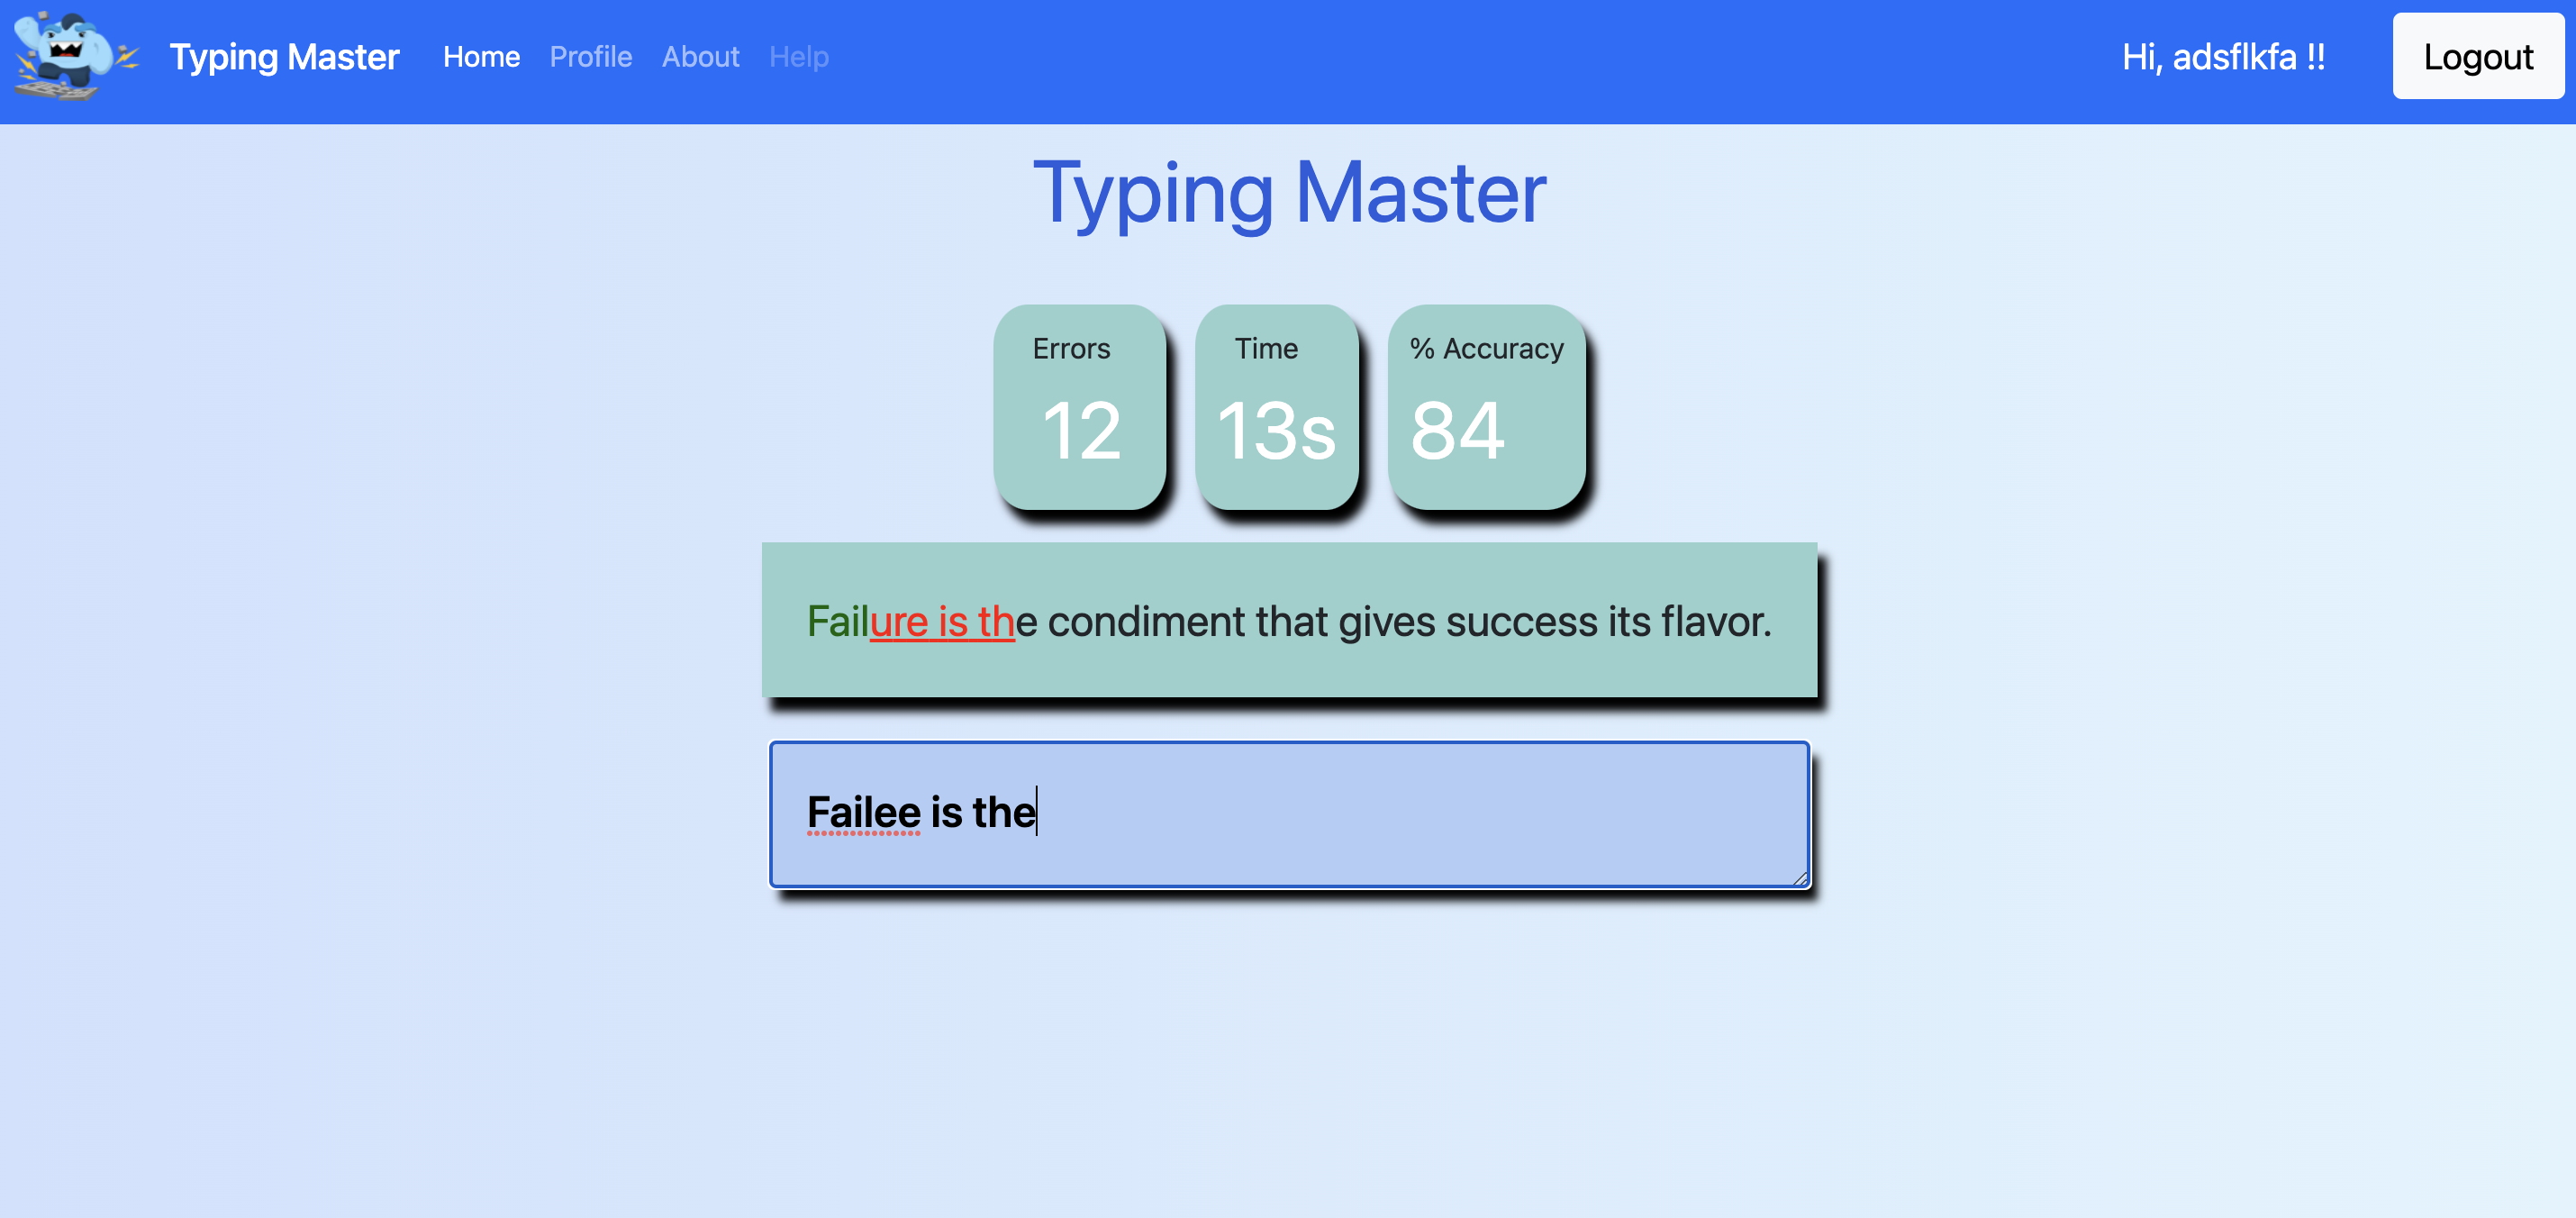 Typing Master Home Profile About Help Hi, adsflkfa !! Logout
Typing Master
Errors Time % Accuracy
12 13s 84
Failure is the condiment that gives success its flavor.
Failee is the